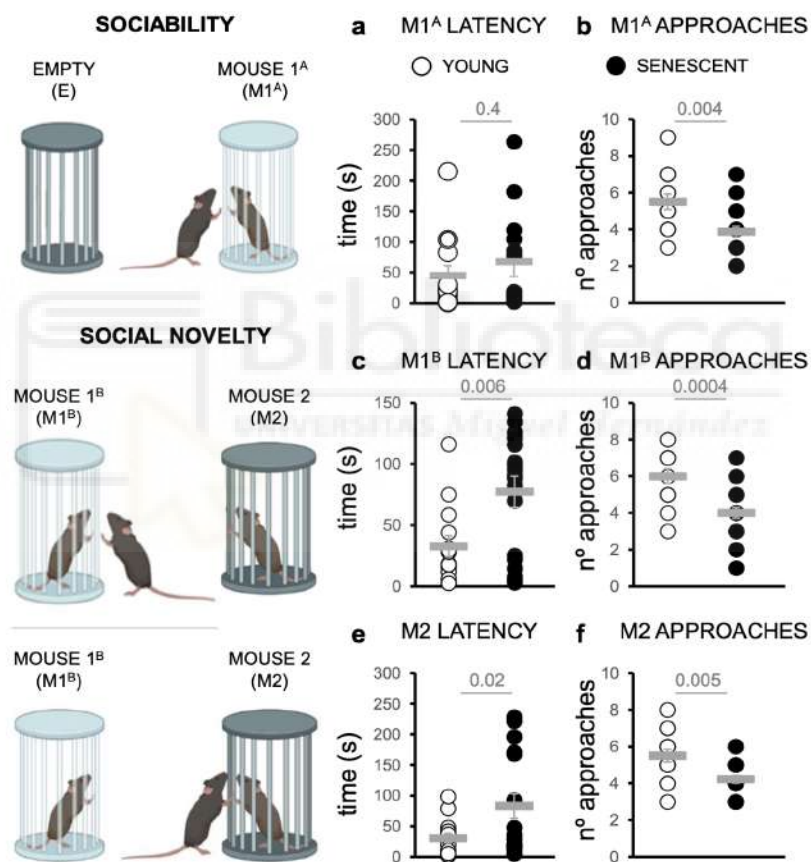 SOCIABILITY
EMPTY
(E)
MOUSE 1ᴬ
(M1ᴬ)
a M1ᴬ LATENCY
b M1ᴬ APPROACHES
YOUNG
SENESCENT
0.4
300
250
200
150
100
50
0
time (s)
0.004
10
8
6
4
2
0
nº approaches
SOCIAL NOVELTY
MOUSE 1ᴮ
(M1ᴮ)
MOUSE 2
(M2)
c M1ᴮ LATENCY
0.006
150
100
50
0
time (s)
d M1ᴮ APPROACHES
0.0004
10
8
6
4
2
0
nº approaches
MOUSE 1ᴮ
(M1ᴮ)
MOUSE 2
(M2)
e M2 LATENCY
0.02
300
250
200
150
100
50
0
time (s)
f M2 APPROACHES
0.005
10
8
6
4
2
0
nº approaches
Biblioteca
UNIVERSITAS Miguel Hernández